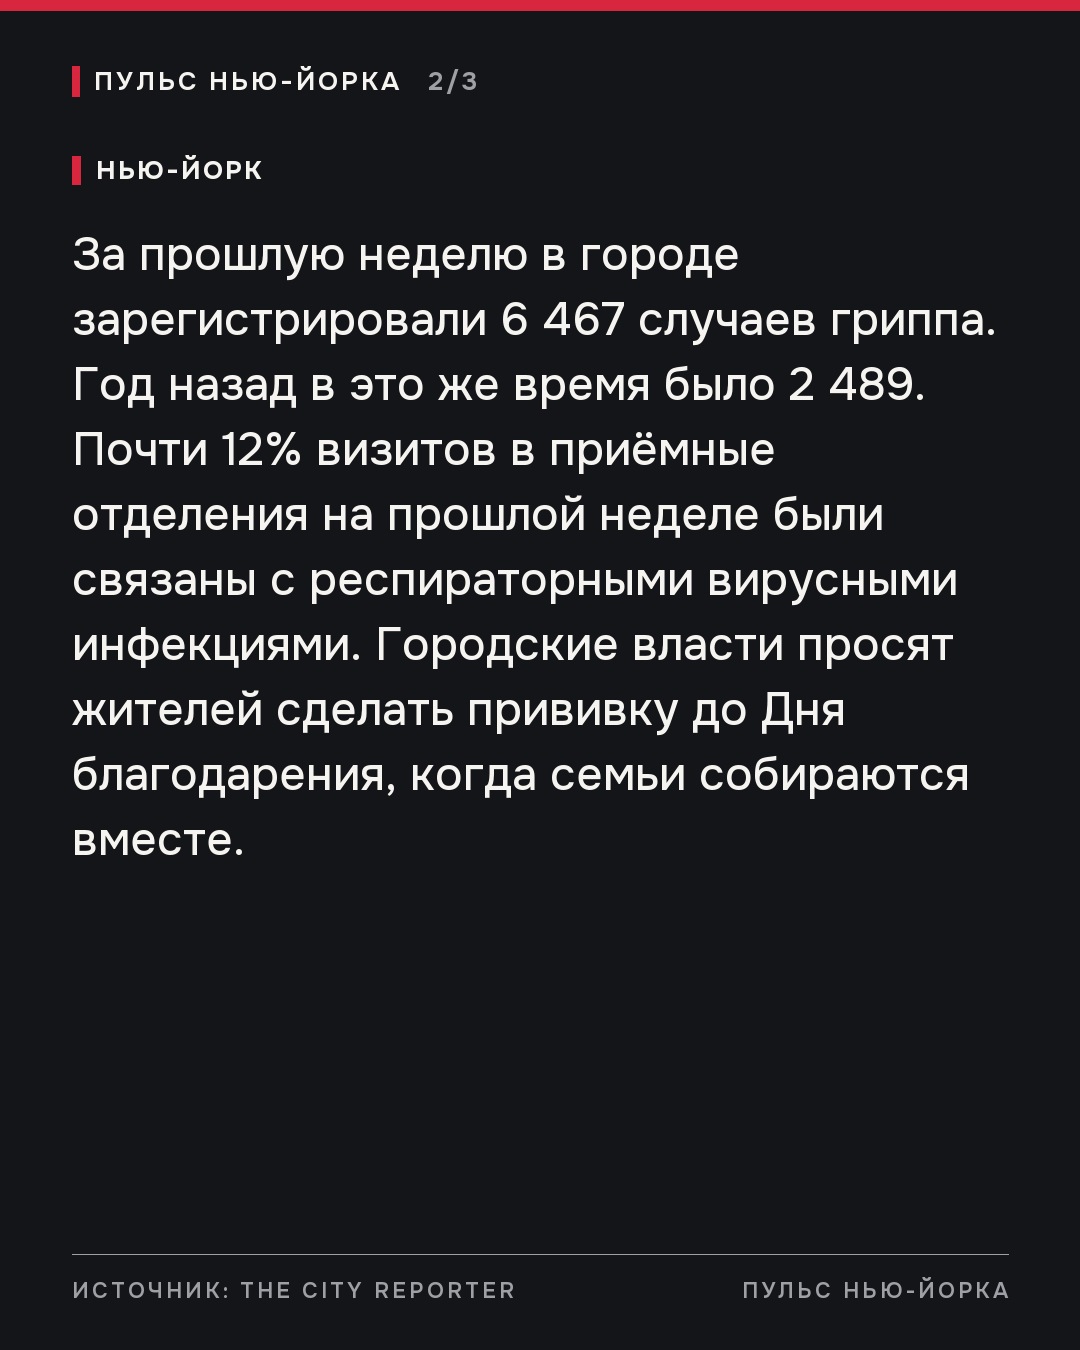 ПУЛЬС НЬЮ-ЙОРКА 2/3
НЬЮ-ЙОРК
За прошлую неделю в городе
зарегистрировали 6 467 случаев гриппа.
Год назад в это же время было 2 489.
Почти 12% визитов в приёмные
отделения на прошлой неделе были
связаны с респираторными вирусными
инфекциями. Городские власти просят
жителей сделать прививку до Дня
благодарения, когда семьи собираются
вместе.
ИСТОЧНИК: THE CITY REPORTER
ПУЛЬС НЬЮ-ЙОРКА